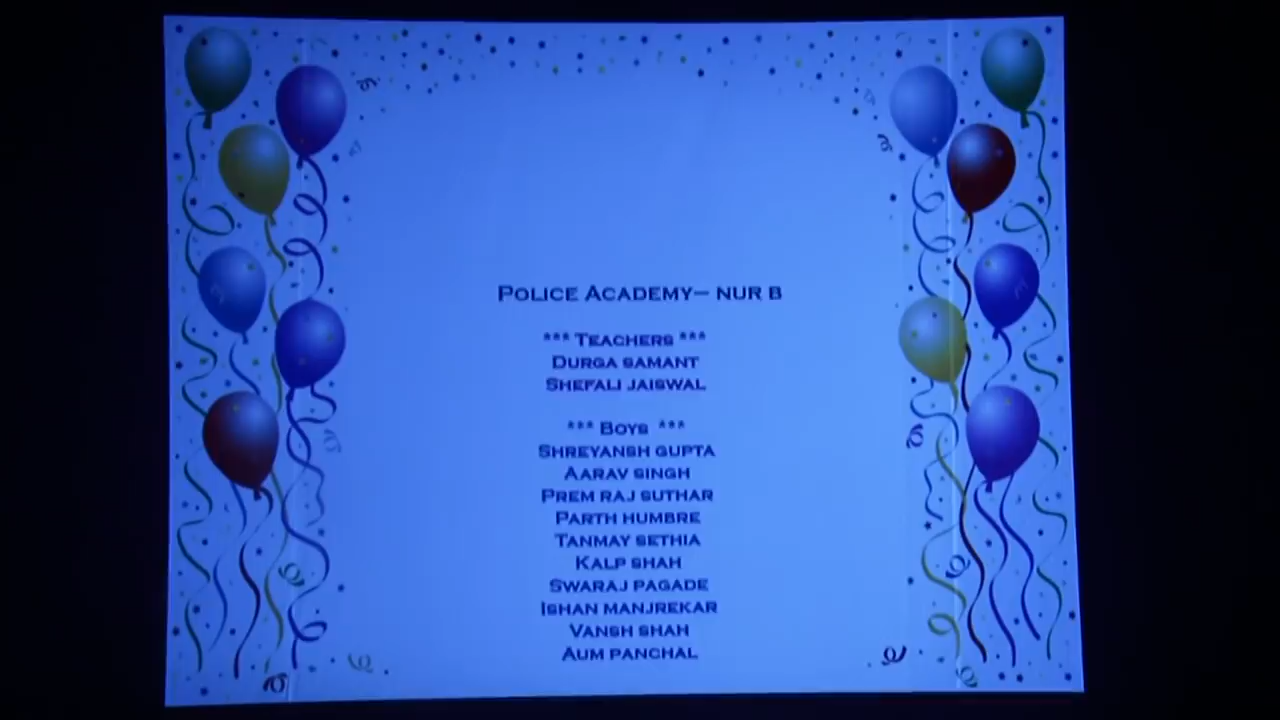 POLICE ACADEMY– NUR B
*** TEACHERS ***
DURGA SAMANT
SHEFALI JAISWAL
*** BOYS ***
SHREYANSH GUPTA
AARAV SINGH
PREM RAJ SUTHAR
PARTH HUMBRE
TANMAY SETHIA
KALP SHAH
SWARAJ PAGADE
ISHAN MANJREKAR
VANSH SHAH
AUM PANCHAL